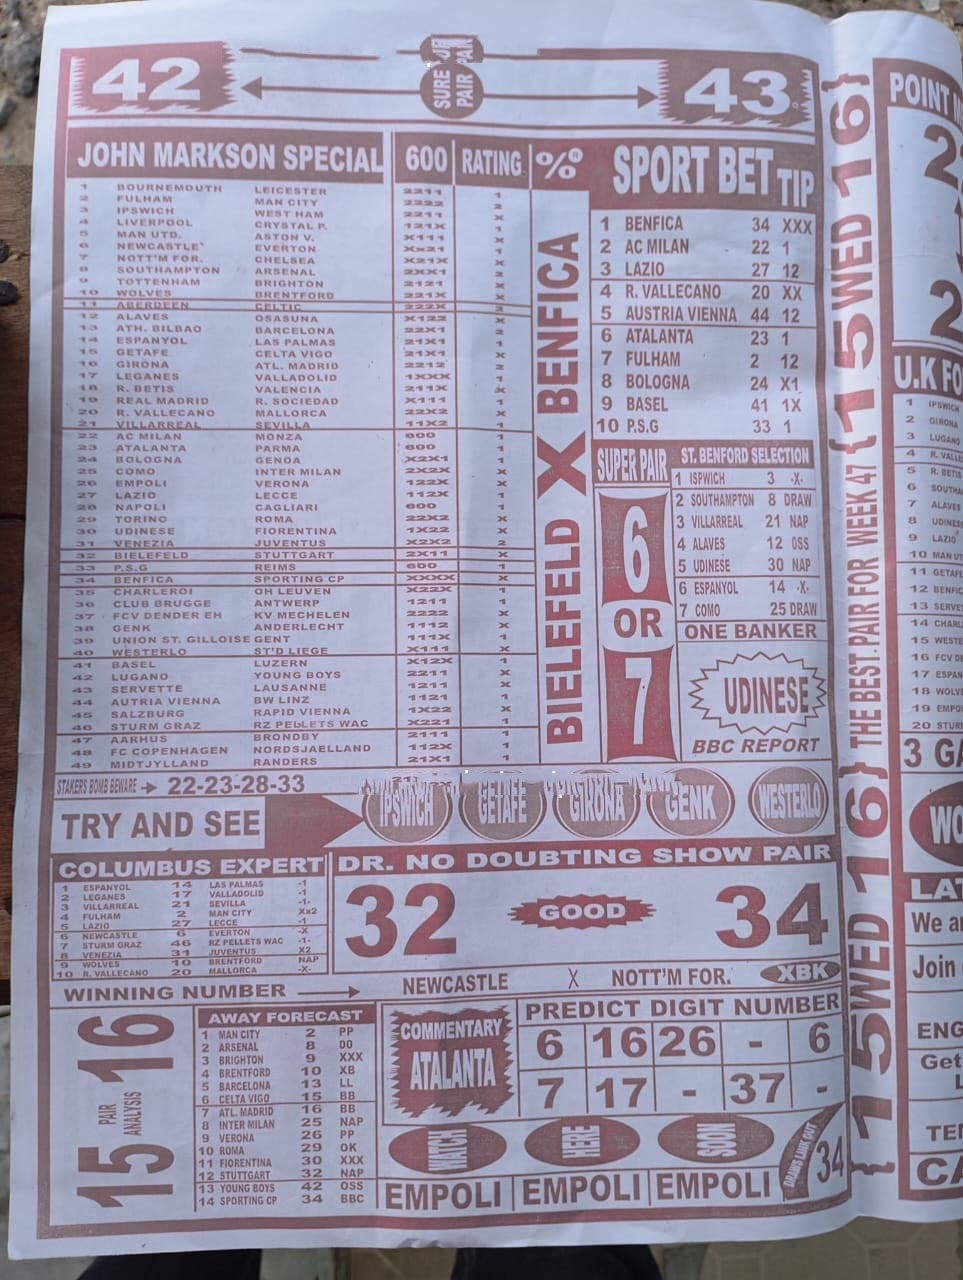 42 SURE PAIR 43
JOHN MARKSON SPECIAL 600 RATING %
1 BOURNEMOUTH LEICESTER 2211 1
2 FULHAM MAN CITY 2222 2
3 IPSWICH WEST HAM 2211 x
4 LIVERPOOL CRYSTAL P. 121X 1
5 MAN UTD. ASTON V. X111 x
6 NEWCASTLE EVERTON Xx21
7 NOTT'M FOR. CHELSEA X21X
8 SOUTHAMPTON ARSENAL 2XX1
9 TOTTENHAM BRIGHTON 2121
10 WOLVES BRENTFORD 221X
11 ABERDEEN CELTIC 222X
12 ALAVES OSASUNA X122
13 ATH. BILBAO BARCELONA 22X1
14 ESPANYOL LAS PALMAS 21X1
15 GETAFE CELTA VIGO 21X1
16 GIRONA ATL. MADRID 2212
17 LEGANES VALLADOLID 1XXX
18 R. BETIS VALENCIA 211X
19 REAL MADRID R. SOCIEDAD X111
20 R. VALLECANO MALLORCA 22X2
21 VILLARREAL SEVILLA 11X2
22 AC MILAN MONZA 600
23 ATALANTA PARMA 600
24 BOLOGNA GENOA X2X1
25 COMO INTER MILAN 2X2X
26 EMPOLI VERONA 122X
27 LAZIO LECCE 112X
28 NAPOLI CAGLIARI 600
29 TORINO ROMA 22X2
30 UDINESE FIORENTINA 1X22
31 VENEZIA JUVENTUS X2X2 2
32 BIELEFELD STUTTGART 2X11 x
33 P.S.G REIMS 600 1
34 BENFICA SPORTING CP XXXX X
35 CHARLEROI OH LEUVEN X22X
36 CLUB BRUGGE ANTWERP 1211
37 FCV DENDER EH KV MECHELEN 2222
38 GENK ANDERLECHT 1112
39 UNION ST. GILLOISE GENT 111X
40 WESTERLO ST'D LIEGE X111
41 BASEL LUZERN X12X 1
42 LUGANO YOUNG BOYS 2211 x
43 SERVETTE LAUSANNE 1211 x
44 AUTRIA VIENNA BW LINZ 1121 1
45 SALZBURG RAPID VIENNA 1X22 x
46 STURM GRAZ RZ PELLETS WAC X221 1
47 AARHUS BRONDBY 2111 1
48 FC COPENHAGEN NORDSJAELLAND 112X 1
49 MIDTJYLLAND RANDERS 21X1 1
BIELEFELD X BENFICA
SPORT BET TIP
1 BENFICA 34 XXX
2 AC MILAN 22 1
3 LAZIO 27 12
4 R. VALLECANO 20 XX
5 AUSTRIA VIENNA 44 12
6 ATALANTA 23 1
7 FULHAM 2 12
8 BOLOGNA 24 X1
9 BASEL 41 1X
10 P.S.G 33 1
SUPER PAIR
6
OR
7
ST. BENFORD SELECTION
1 ISPWICH 3 -X-
2 SOUTHAMPTON 8 DRAW
3 VILLARREAL 21 NAP
4 ALAVES 12 OSS
5 UDINESE 30 NAP
6 ESPANYOL 14 -X-
7 COMO 25 DRAW
ONE BANKER
UDINESE
BBC REPORT
STAKERS BOMB BEWARE 22-23-28-33
TRY AND SEE
IPSWICH GETAFE GIRONA GENK WESTERLO
COLUMBUS EXPERT
1 ESPANYOL 14 LAS PALMAS -1
2 LEGANES 17 VALLADOLID -1
3 VILLARREAL 21 SEVILLA -1-
4 FULHAM 2 MAN CITY Xx2
5 LAZIO 27 LECCE -1
6 NEWCASTLE 6 EVERTON -X
7 STURM GRAZ 46 RZ PELLETS WAC -1-
8 VENEZIA 31 JUVENTUS X2
9 WOLVES 10 BRENTFORD NAP
10 R. VALLECANO 20 MALLORCA -X-
DR. NO DOUBTING SHOW PAIR
32 GOOD 34
WINNING NUMBER
NEWCASTLE X NOTT'M FOR. XBK
15 PAIR ANALYSIS 16
AWAY FORECAST
1 MAN CITY 2 PP
2 ARSENAL 8 00
3 BRIGHTON 9 XXX
4 BRENTFORD 10 XB
5 BARCELONA 13 LL
6 CELTA VIGO 15 BB
7 ATL. MADRID 16 BB
8 INTER MILAN 25 NAP
9 VERONA 26 PP
10 ROMA 29 OK
11 FIORENTINA 30 XXX
12 STUTTGART 32 NAP
13 YOUNG BOYS 42 OSS
14 SPORTING CP 34 BBC
COMMENTARY
ATALANTA
PREDICT DIGIT NUMBER
6 16 26 - 6
7 17 - 37 -
WATCH HERE SOON
EMPOLI EMPOLI EMPOLI
34
{15 WED 16} THE BEST PAIR FOR WEEK 47 {15 WED 16}
POINT
U.K FO
1 IPSWICH
2 GIRONA
3 LUGANO
4 R. VALLE
5 R. BETIS
6 SOUTHA
7 ALAVES
8 UDINESE
9 LAZIO
10 MAN UT
11 GETAFE
12 BENFIC
13 SERVET
14 CHARL
15 WESTE
16 FCV DE
17 ESPAN
18 WOLVE
19 EMPO
20 STUR
3 GA
WO
LAT
We ar
Join
ENG
Get
TE
CA